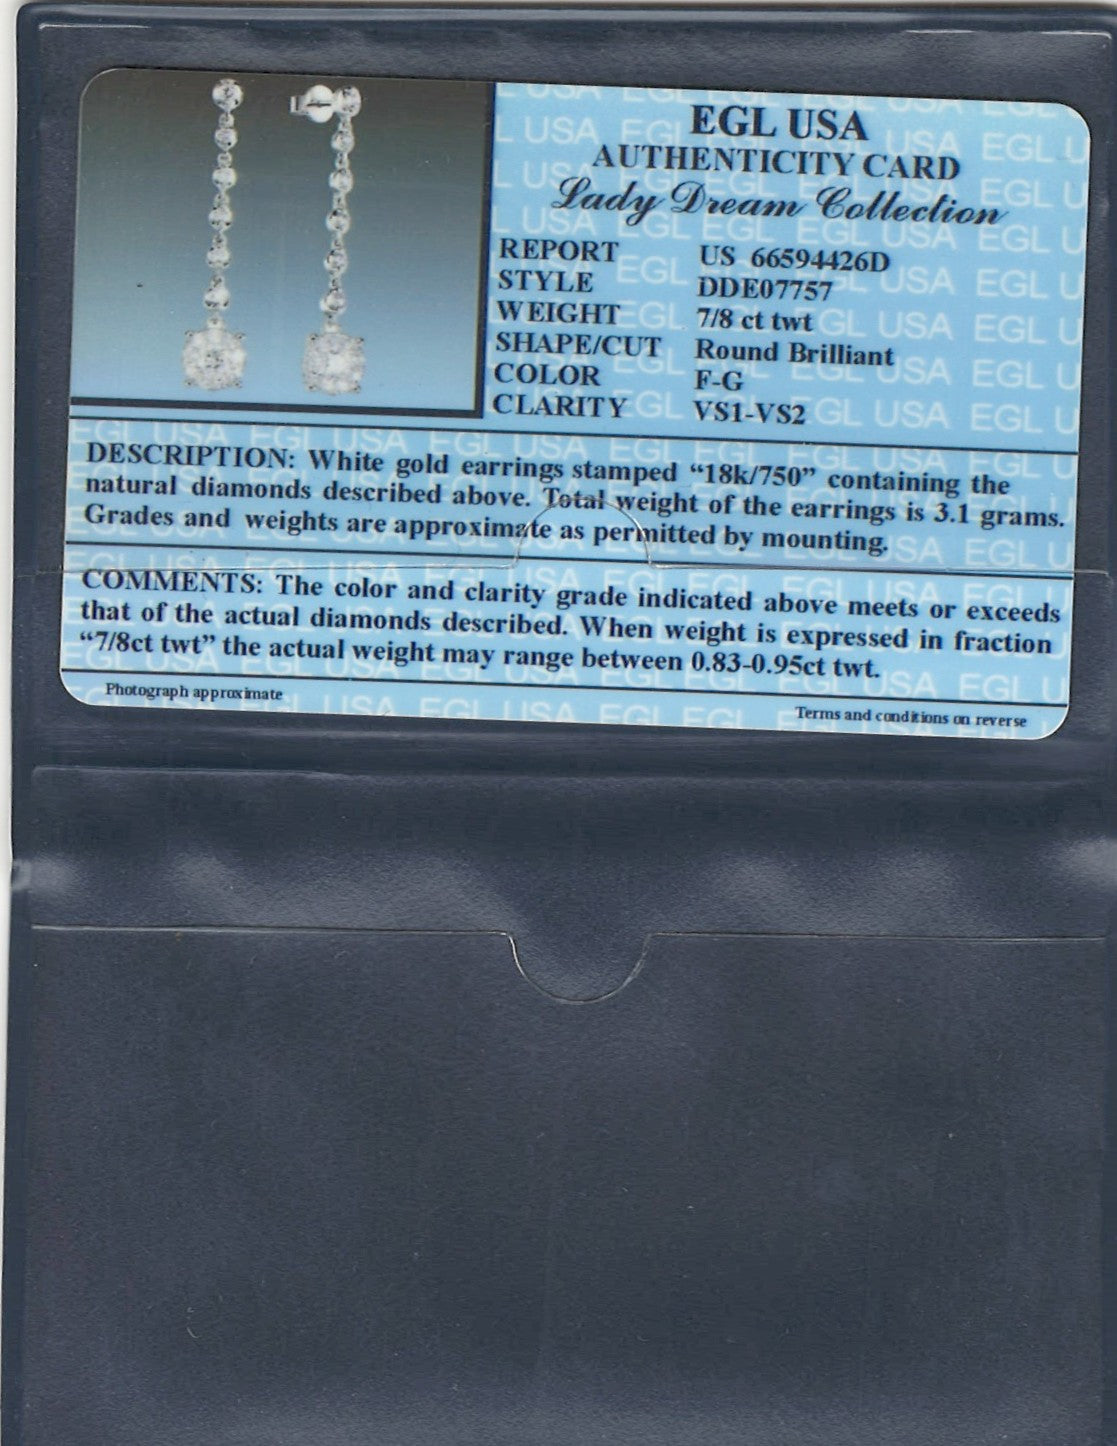 EGL USA
AUTHENTICITY CARD
Lady Dream Collection
REPORT US 66594426D
STYLE DDE07757
WEIGHT 7/8 ct twt
SHAPE/CUT Round Brilliant
COLOR F-G
CLARITY VS1-VS2
DESCRIPTION: White gold earrings stamped “18k/750” containing the
natural diamonds described above. Total weight of the earrings is 3.1 grams.
Grades and weights are approximate as permitted by mounting.
COMMENTS: The color and clarity grade indicated above meets or exceeds
that of the actual diamonds described. When weight is expressed in fraction
“7/8ct twt” the actual weight may range between 0.83-0.95ct twt.
Photograph approximate
Terms and conditions on reverse